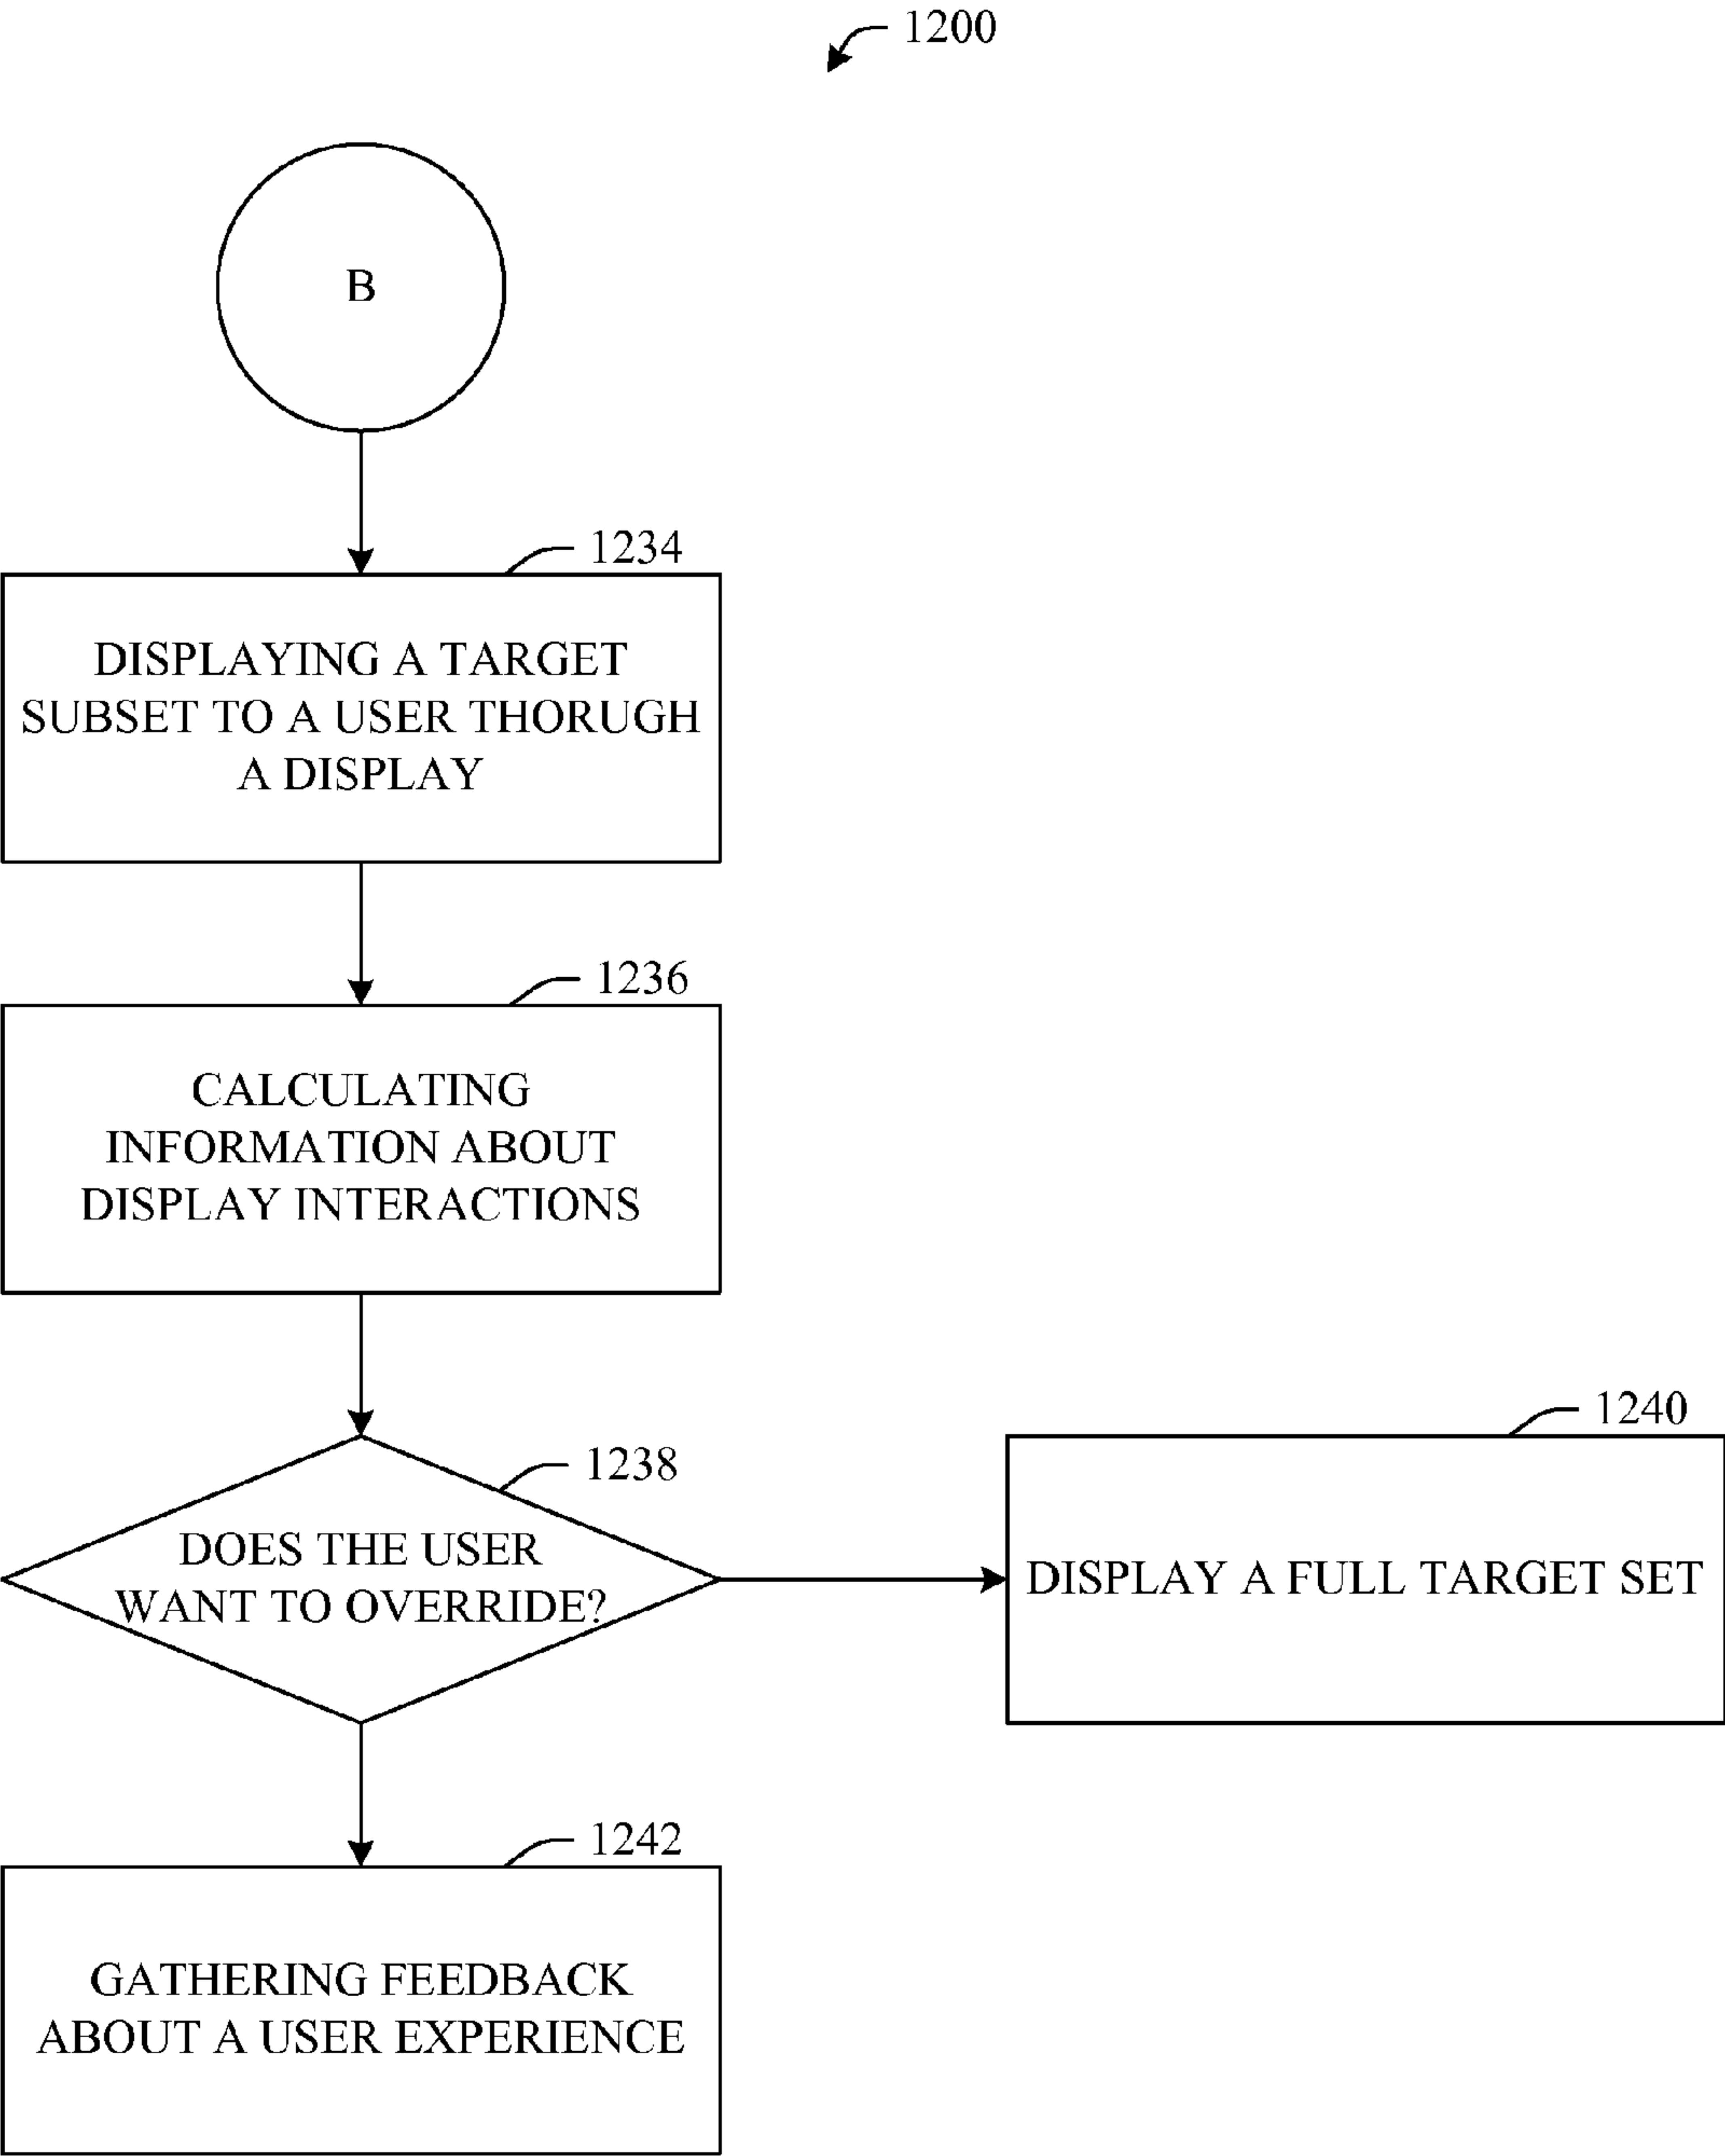 1200
B
1234
DISPLAYING A TARGET
SUBSET TO A USER THORUGH
A DISPLAY
1236
CALCULATING
INFORMATION ABOUT
DISPLAY INTERACTIONS
1238
DOES THE USER
WANT TO OVERRIDE?
1240
DISPLAY A FULL TARGET SET
1242
GATHERING FEEDBACK
ABOUT A USER EXPERIENCE